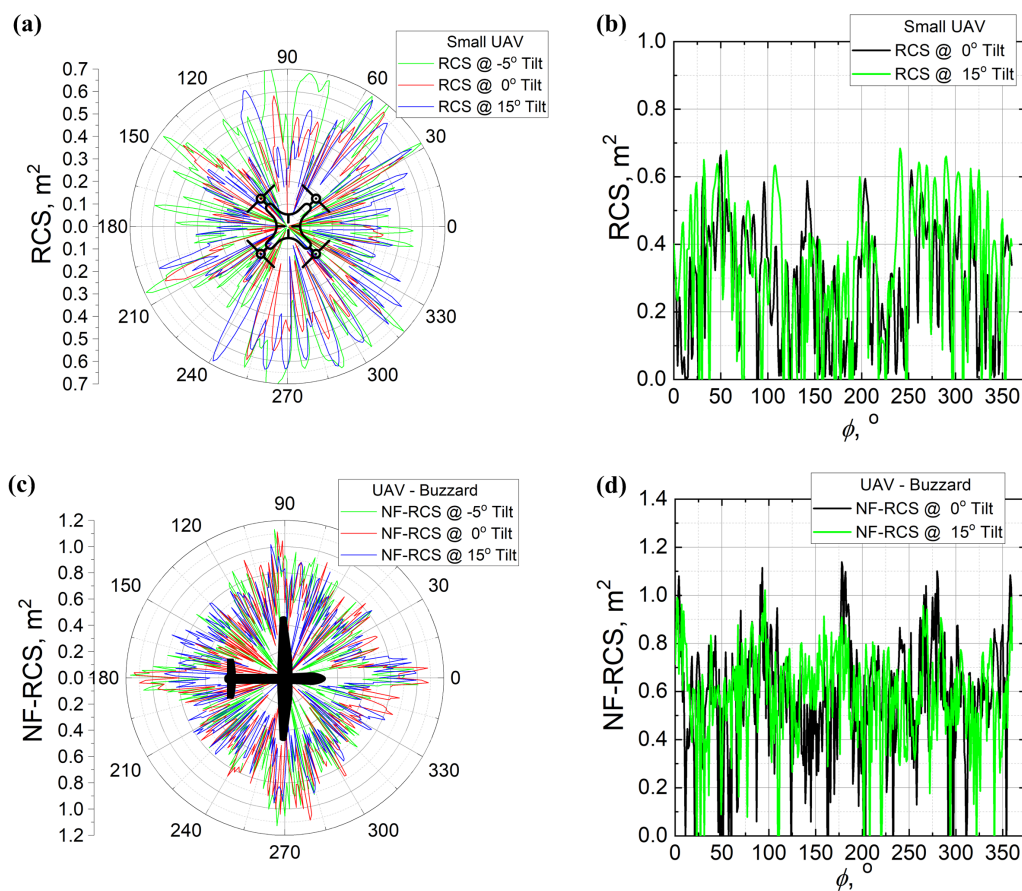 (a)
Small UAV
RCS @ -5° Tilt
RCS @ 0° Tilt
RCS @ 15° Tilt
RCS, m²
0.7
0.6
0.5
0.4
0.3
0.2
0.1
0.0
0.1
0.2
0.3
0.4
0.5
0.6
0.7
90
120
60
150
30
180
0
210
330
240
300
270
(b)
Small UAV
RCS @ 0° Tilt
RCS @ 15° Tilt
RCS, m²
1.0
0.8
0.6
0.4
0.2
0.0
0 50 100 150 200 250 300 350
ϕ, °
(c)
UAV - Buzzard
NF-RCS @ -5° Tilt
NF-RCS @ 0° Tilt
NF-RCS @ 15° Tilt
NF-RCS, m²
1.2
1.0
0.8
0.6
0.4
0.2
0.0
0.2
0.4
0.6
0.8
1.0
1.2
90
120
150
30
180
0
210
330
240
300
270
(d)
UAV - Buzzard
NF-RCS @ 0° Tilt
NF-RCS @ 15° Tilt
NF-RCS, m²
1.4
1.2
1.0
0.8
0.6
0.4
0.2
0.0
0 50 100 150 200 250 300 350
ϕ, °